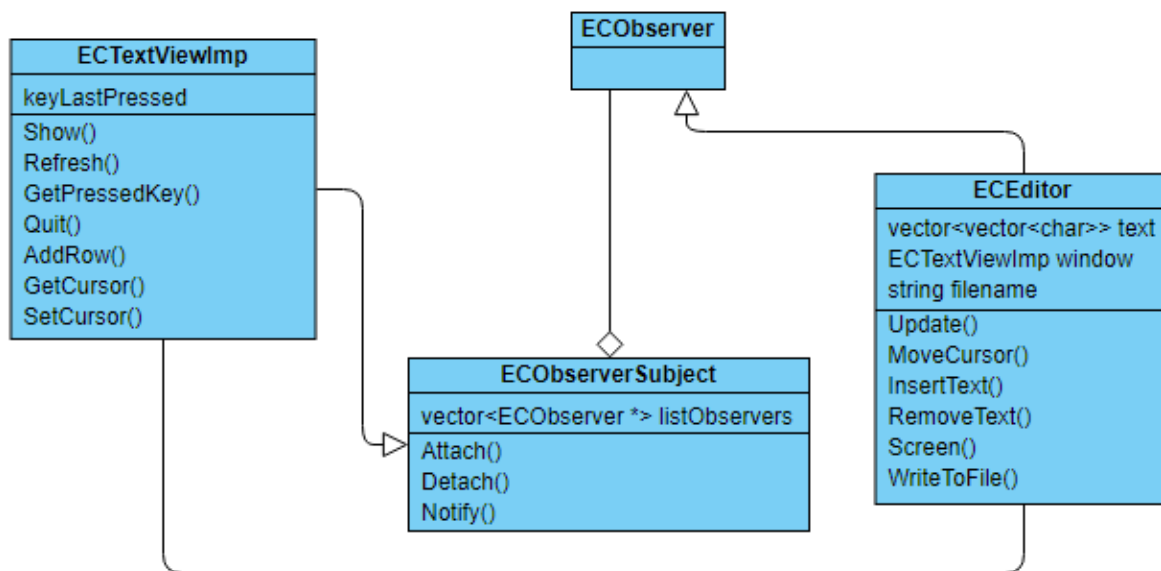 ECTextViewImp
keyLastPressed
Show()
Refresh()
GetPressedKey()
Quit()
AddRow()
GetCursor()
SetCursor()
ECObserver
ECObserverSubject
vector<ECObserver *> listObservers
Attach()
Detach()
Notify()
ECEditor
vector<vector<char>> text
ECTextViewImp window
string filename
Update()
MoveCursor()
InsertText()
RemoveText()
Screen()
WriteToFile()